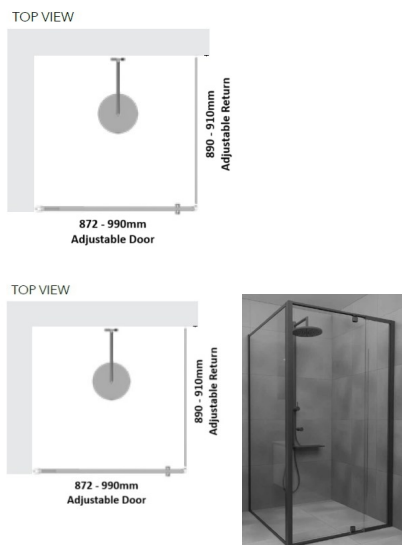 TOP VIEW
890 - 910mm
Adjustable Return
872 - 990mm
Adjustable Door
TOP VIEW
890 - 910mm
Adjustable Return
872 - 990mm
Adjustable Door